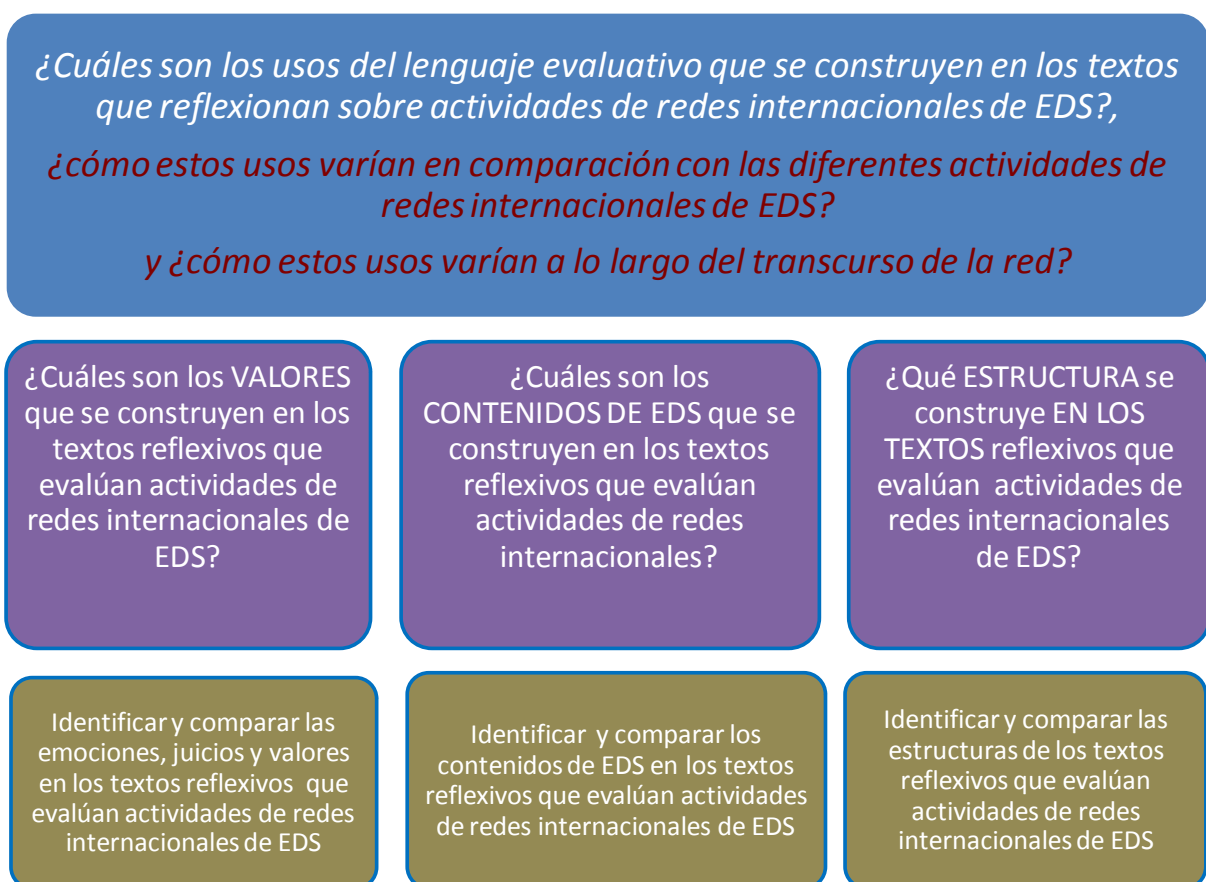 ¿Cuáles son los usos del lenguaje evaluativo que se construyen en los textos
que reflexionan sobre actividades de redes internacionales de EDS?,
¿cómo estos usos varían en comparación con las diferentes actividades de
redes internacionales de EDS?
y ¿cómo estos usos varían a lo largo del transcurso de la red?
¿Cuáles son los VALORES
que se construyen en los
textos reflexivos que
evalúan actividades de
redes internacionales de
EDS?
¿Cuáles son los
CONTENIDOS DE EDS que se
construyen en los textos
reflexivos que evalúan
actividades de redes
internacionales?
¿Qué ESTRUCTURA se
construye EN LOS
TEXTOS reflexivos que
evalúan actividades de
redes internacionales
de EDS?
Identificar y comparar las
emociones, juicios y valores
en los textos reflexivos que
evalúan actividades de redes
internacionales de EDS
Identificar y comparar los
contenidos de EDS en los textos
reflexivos que evalúan actividades
de redes internacionales de EDS
Identificar y comparar las
estructuras de los textos
reflexivos que evalúan
actividades de redes
internacionales de EDS